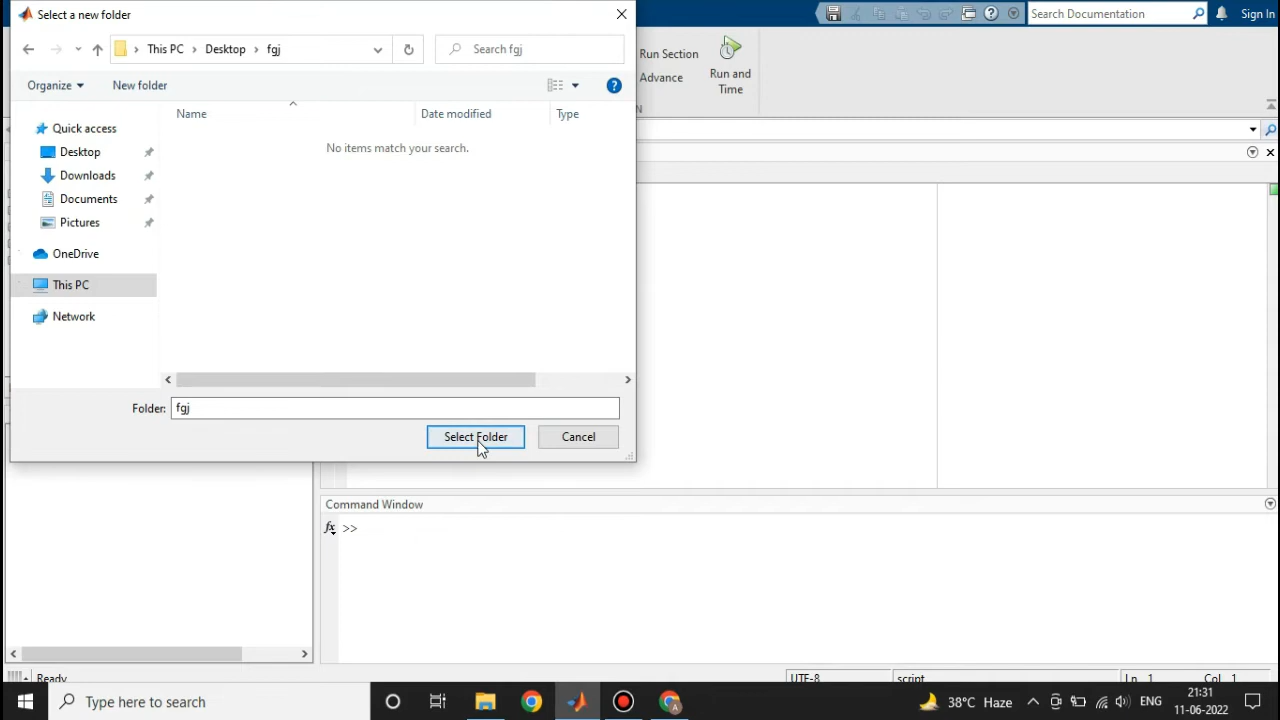 Select a new folder
Search Documentation
Sign In
This PC
Desktop
fgj
Search fgj
Run Section
Advance
Run and
Time
Organize
New folder
Name
Date modified
Type
No items match your search.
Quick access
Desktop
Downloads
Documents
Pictures
OneDrive
This PC
Network
Folder:
fgj
Select Folder
Cancel
Command Window
fx >>
Ready
UTF-8
script
Ln 1
Col 1
Type here to search
38°C Haze
ENG
21:31
11-06-2022